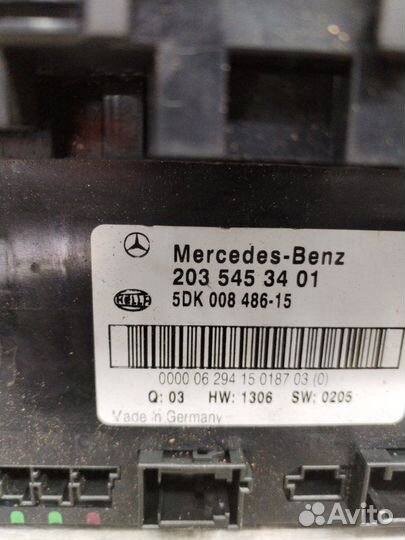 Mercedes-Benz
203 545 34 01
HELLA
5DK 008 486-15
0000 06 294 15 0187 03 (0)
Q: 03 HW: 1306 SW: 0205
Made in Germany
Avito